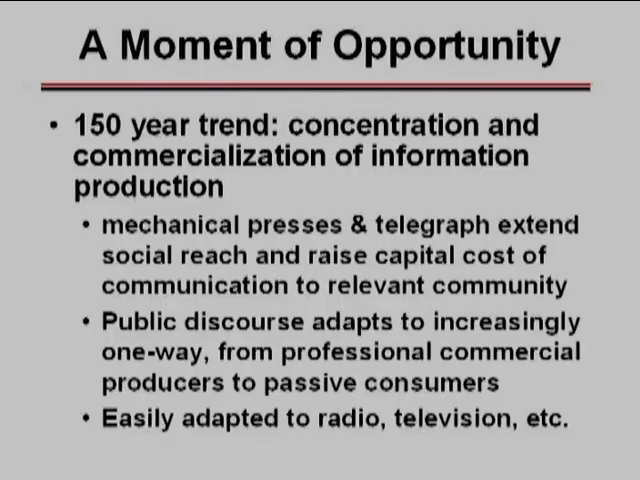 A Moment of Opportunity
• 150 year trend: concentration and
commercialization of information
production
• mechanical presses & telegraph extend
social reach and raise capital cost of
communication to relevant community
• Public discourse adapts to increasingly
one-way, from professional commercial
producers to passive consumers
• Easily adapted to radio, television, etc.